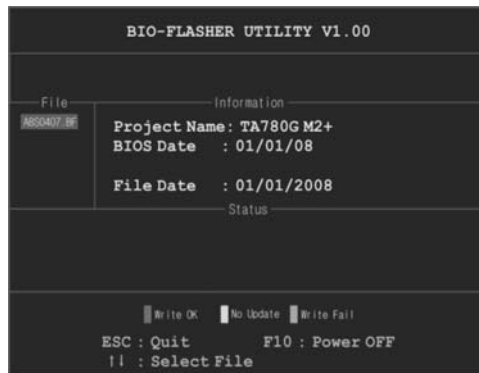 BIO-FLASHER UTILITY V1.00
File
Information
ABS0407.BF
Project Name: TA780G M2+
BIOS Date : 01/01/08
File Date : 01/01/2008
Status
Write OK No Update Write Fail
ESC : Quit F10 : Power OFF
↑↓ : Select File